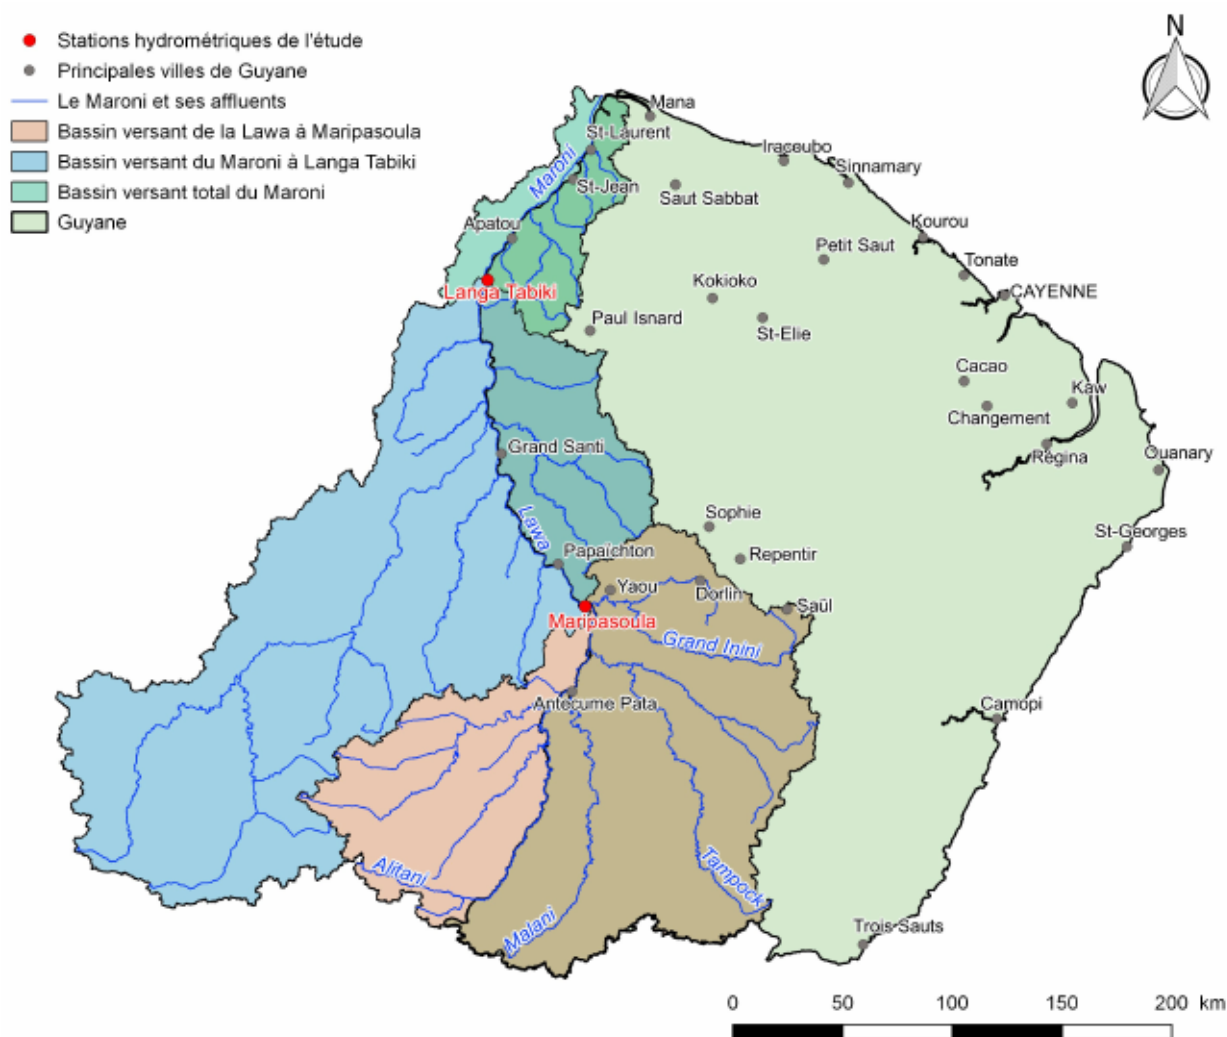 N
Stations hydrométriques de l'étude
Principales villes de Guyane
Le Maroni et ses affluents
Bassin versant de la Lawa à Maripasoula
Bassin versant du Maroni à Langa Tabiki
Bassin versant total du Maroni
Guyane
Mana
St-Laurent
Iracoubo
Maroni
Sinnamary
St-Jean
Saut Sabbat
Apatou
Kourou
Petit Saut
Tonate
Langa Tabiki
Kokioko
CAYENNE
Paul Isnard
St-Elie
Cacao
Kaw
Changement
Grand Santi
Régina
Ouanary
Lawa
Sophie
St-Georges
Papaïchton
Repentir
Yaou
Dorlin
Saül
Maripasoula
Grand Inini
Antécume Pata
Camopi
Alitani
Tampock
Malani
Trois Sauts
0 50 100 150 200 km